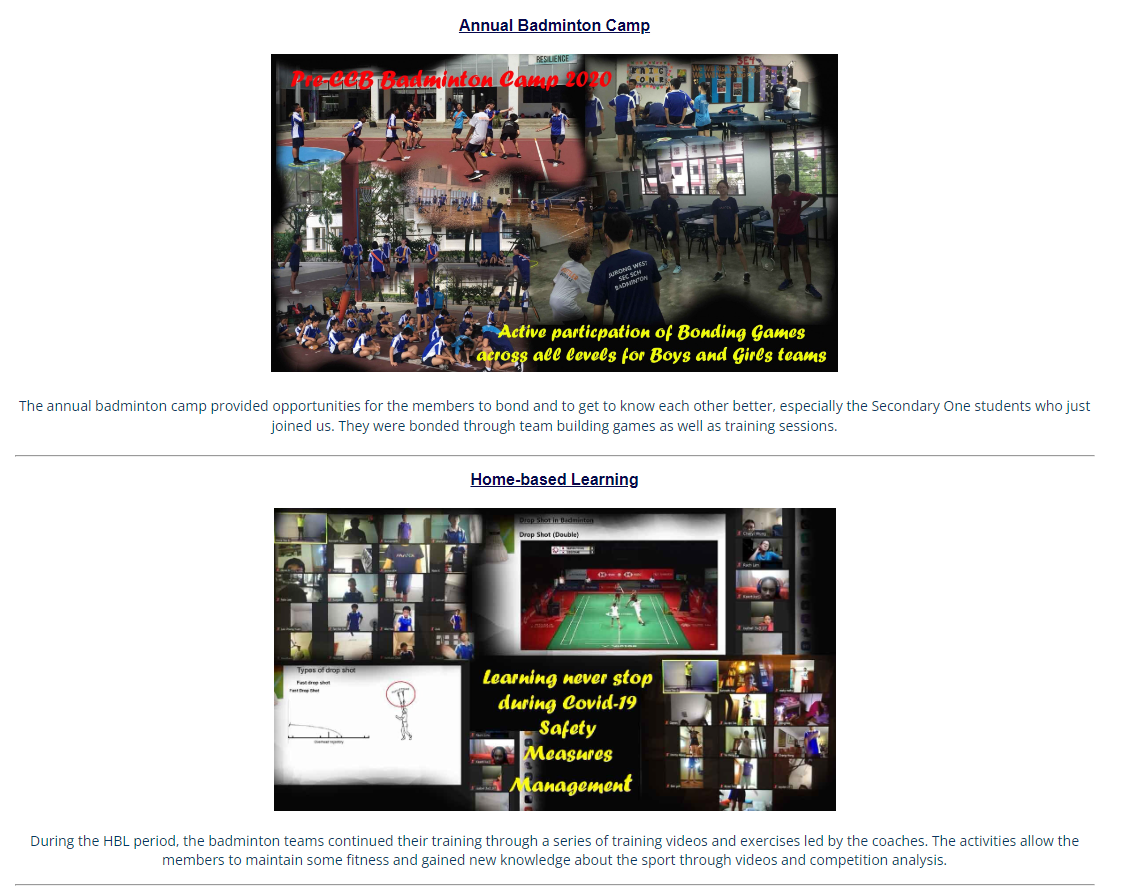 Annual Badminton Camp
RESILIENCE
Pre-CCB Badminton Camp 2020
JURONG WEST
SEC SCH
BADMINTON
Active particpation of Bonding Games
across all levels for Boys and Girls teams
The annual badminton camp provided opportunities for the members to bond and to get to know each other better, especially the Secondary One students who just
joined us. They were bonded through team building games as well as training sessions.
Home-based Learning
Drop Shot in Badminton
Drop Shot (Double)
Types of drop shot
Fast drop shot
Fast Drop Shot
Learning never stop
during Covid-19
Safety
Measures
Management
During the HBL period, the badminton teams continued their training through a series of training videos and exercises led by the coaches. The activities allow the
members to maintain some fitness and gained new knowledge about the sport through videos and competition analysis.